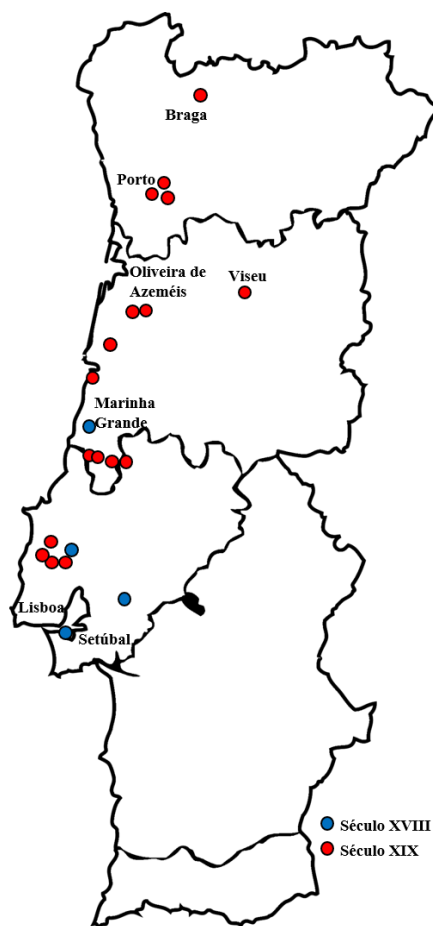 Braga
Porto
Oliveira de
Azeméis
Viseu
Marinha
Grande
Lisboa
Setúbal
Século XVIII
Século XIX